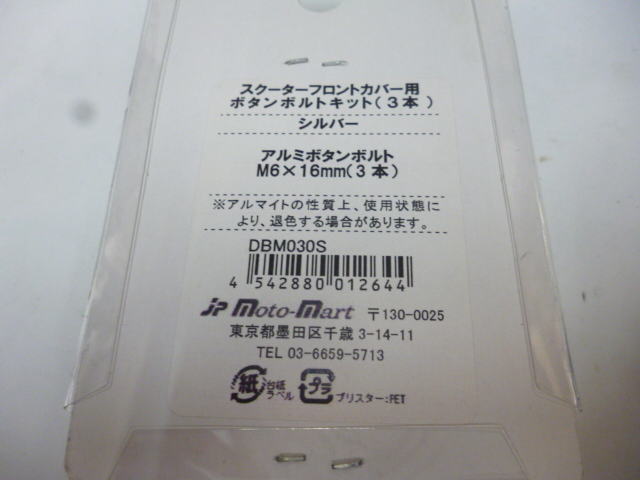 スクーターフロントカバー用
ボタンボルトキット(3本)
シルバー
アルミボタンボルト
M6×16mm(3本)
※アルマイトの性質上、使用状態に
より、退色する場合があります。
DBM030S
4 542880 012644
JP Moto-Mart 〒130-0025
東京都墨田区千歳 3-14-11
TEL 03-6659-5713
紙 台紙 ラベル プラ ブリスター:PET